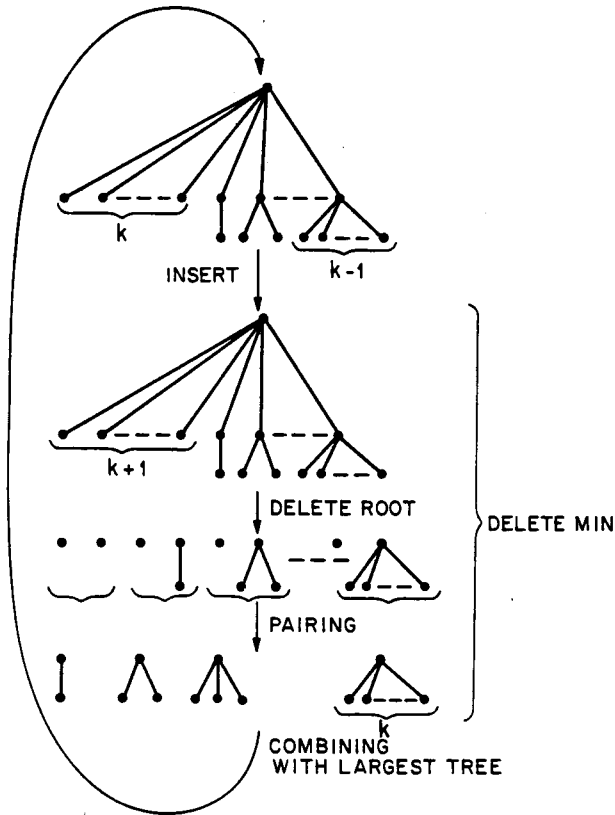 k
k-1
INSERT
k+1
DELETE ROOT
DELETE MIN
PAIRING
k
COMBINING
WITH LARGEST TREE